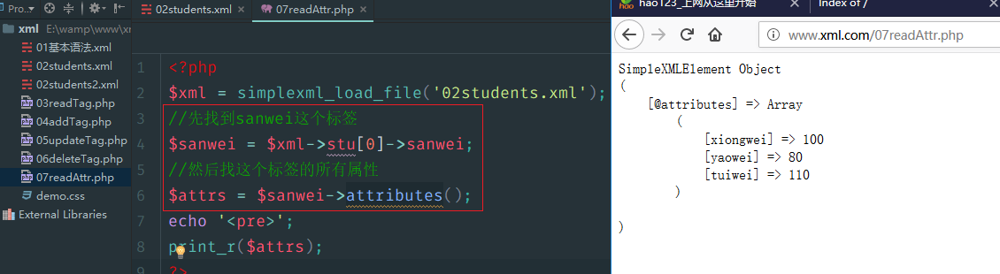 Pro...
xml E:\wamp\www\xr
01基本语法.xml
02students.xml
02students2.xml
03readTag.php
04addTag.php
05updateTag.php
06deleteTag.php
07readAttr.php
demo.css
External Libraries
02students.xml × 07readAttr.php ×
1 <?php
2 $xml = simplexml_load_file('02students.xml');
3 //先找到sanwei这个标签
4 $sanwei = $xml->stu[0]->sanwei;
5 //然后找这个标签的所有属性
6 $attrs = $sanwei->attributes();
7 echo '<pre>';
8 print_r($attrs);
9 ?>
hao hao123_上网从这里开始 × Index of / ×
www.xml.com/07readAttr.php
SimpleXMLElement Object
(
[@attributes] => Array
(
[xiongwei] => 100
[yaowei] => 80
[tuiwei] => 110
)
)